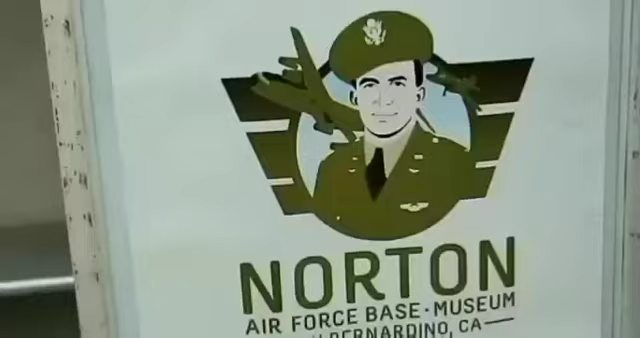 NORTON
AIR FORCE BASE · MUSEUM
BERNARDINO, CA